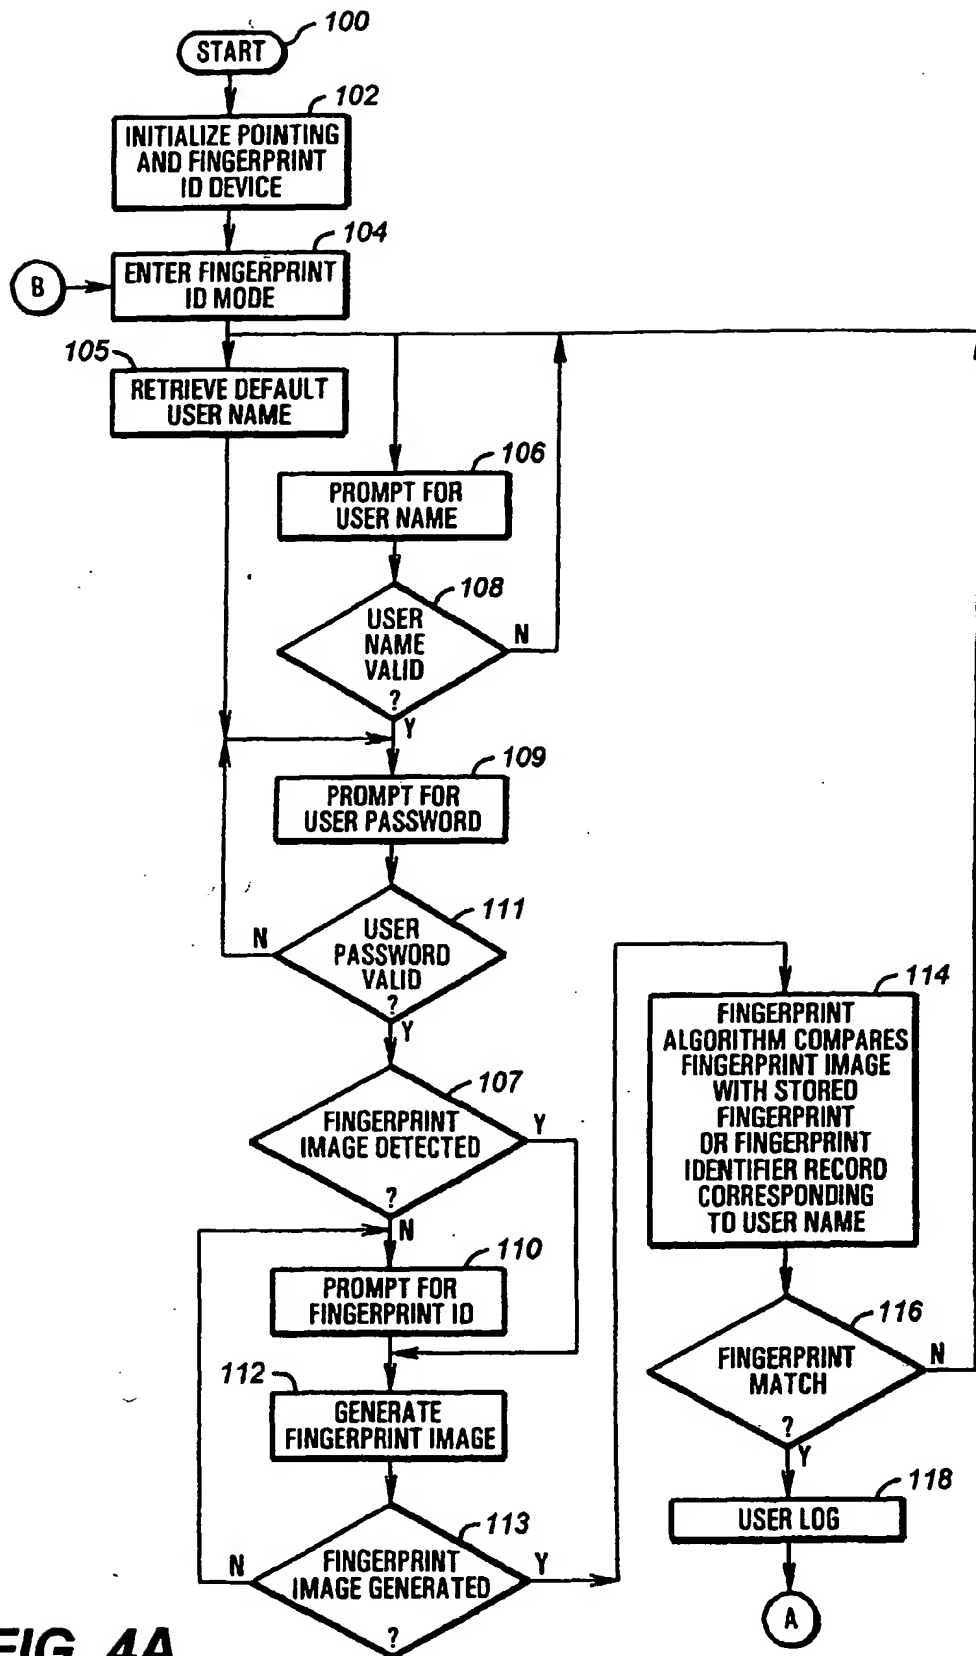 START
100
102
INITIALIZE POINTING
AND FINGERPRINT
ID DEVICE
104
B
ENTER FINGERPRINT
ID MODE
105
RETRIEVE DEFAULT
USER NAME
106
PROMPT FOR
USER NAME
108
USER
NAME
VALID
?
N
Y
109
PROMPT FOR
USER PASSWORD
111
USER
PASSWORD
VALID
?
N
Y
107
FINGERPRINT
IMAGE DETECTED
?
Y
N
110
PROMPT FOR
FINGERPRINT ID
112
GENERATE
FINGERPRINT IMAGE
113
FINGERPRINT
IMAGE GENERATED
?
N
Y
114
FINGERPRINT
ALGORITHM COMPARES
FINGERPRINT IMAGE
WITH STORED
FINGERPRINT
OR FINGERPRINT
IDENTIFIER RECORD
CORRESPONDING
TO USER NAME
116
FINGERPRINT
MATCH
?
N
Y
118
USER LOG
A
FIG. 4A